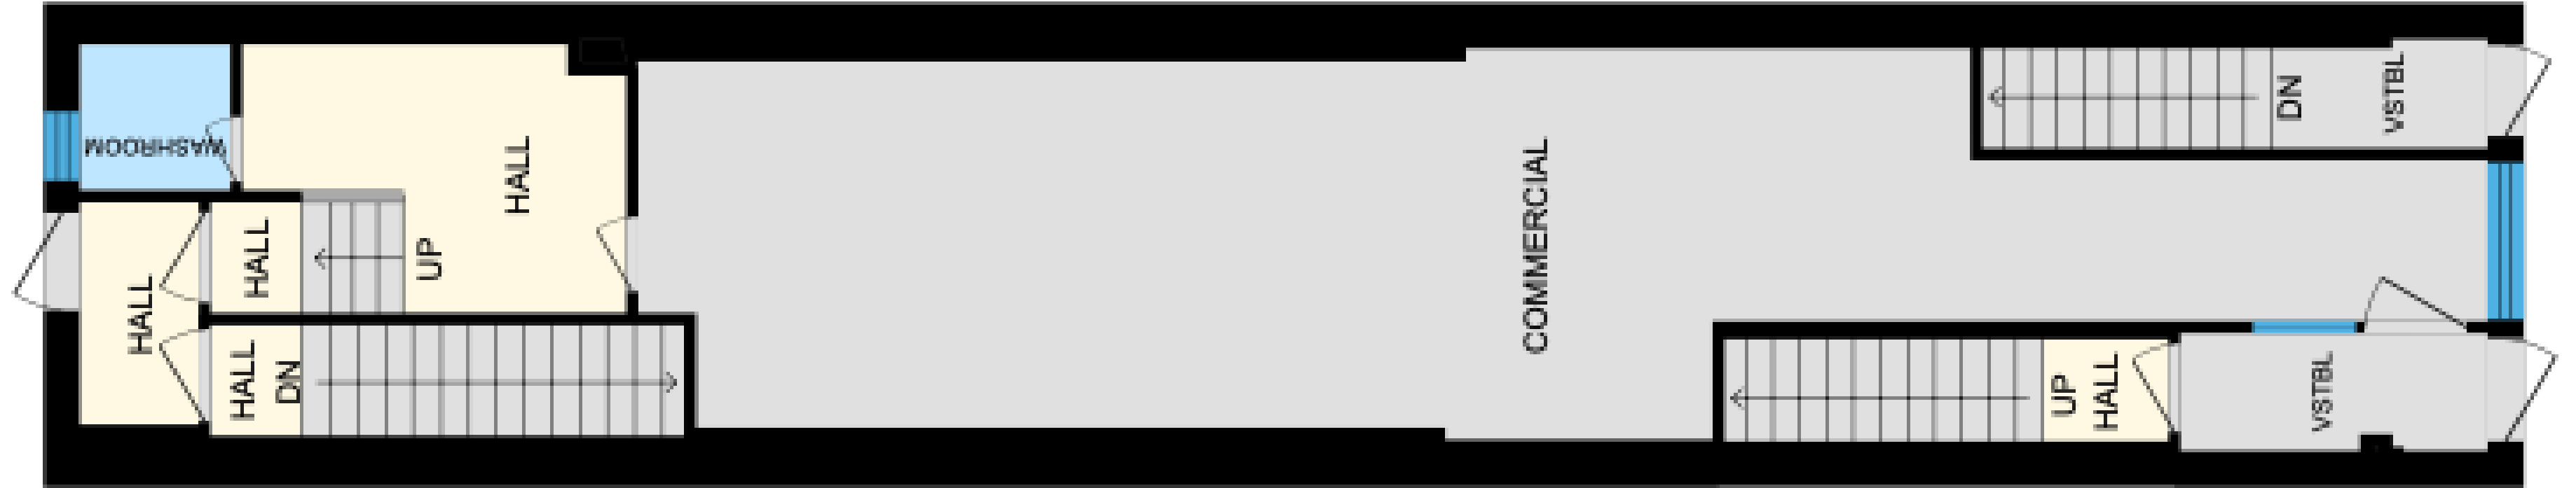 WASHROOM
HALL
HALL
UP
HALL
HALL
DN
COMMERCIAL
DN
VSTBL
UP
HALL
VSTBL